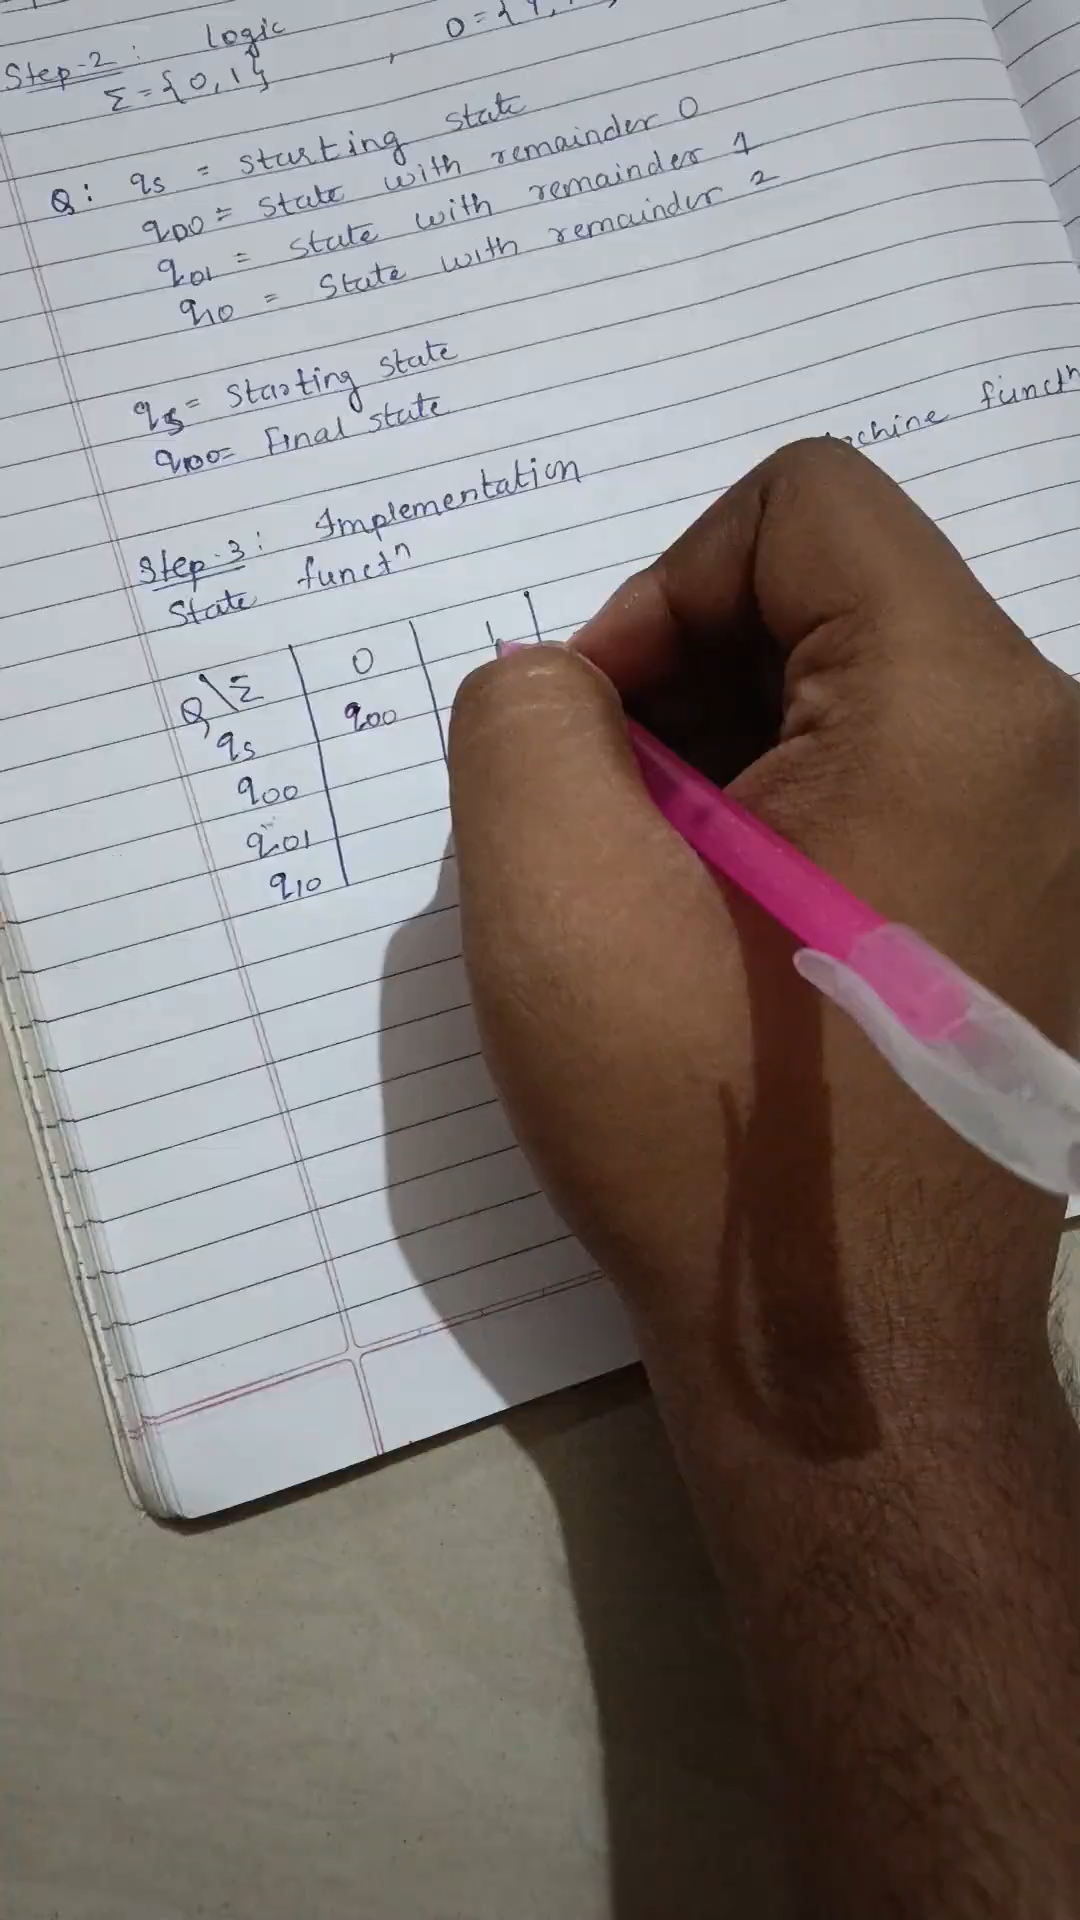 Step-2: Logic
Σ = {0, 1} , O = {Y,
Q: qs = starting state
q00 = state with remainder 0
q01 = state with remainder 1
q10 = state with remainder 2
qs = Starting state
q00 = Final state
Step-3: Implementation
State functⁿ functⁿ
Q\Σ 0 1
qs q00
q00
q01
q10